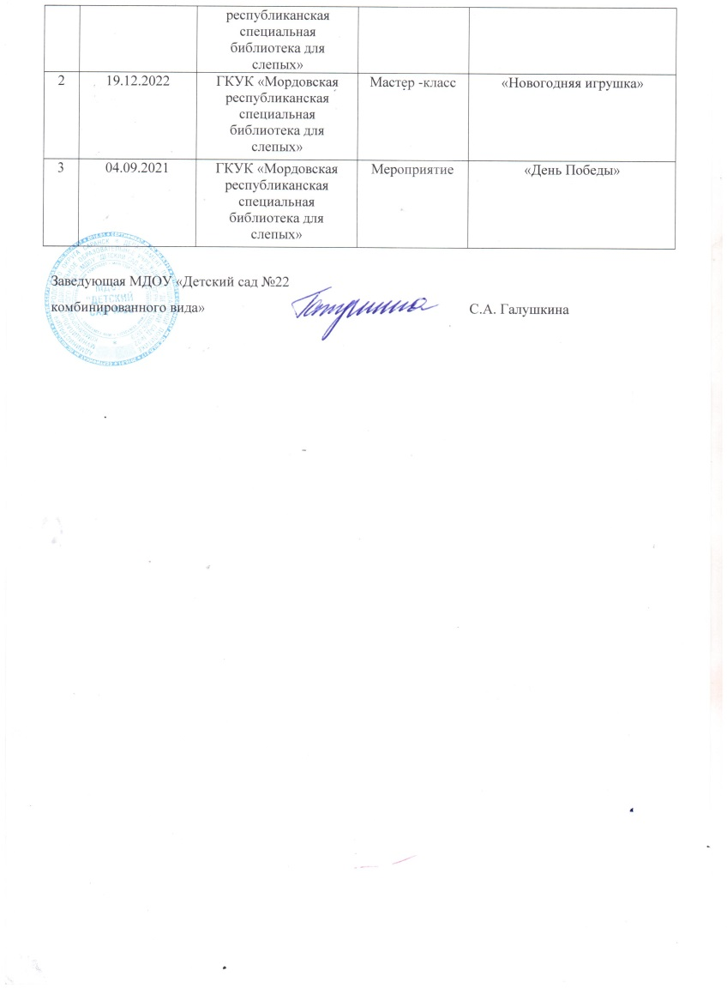 республиканская
специальная
библиотека для
слепых»
2 19.12.2022 ГКУК «Мордовская Мастер -класс «Новогодняя игрушка»
республиканская
специальная
библиотека для
слепых»
3 04.09.2021 ГКУК «Мордовская Мероприятие «День Победы»
республиканская
специальная
библиотека для
слепых»
Заведующая МДОУ «Детский сад №22
комбинированного вида» С.А. Галушкина
"ДЕТСКИЙ